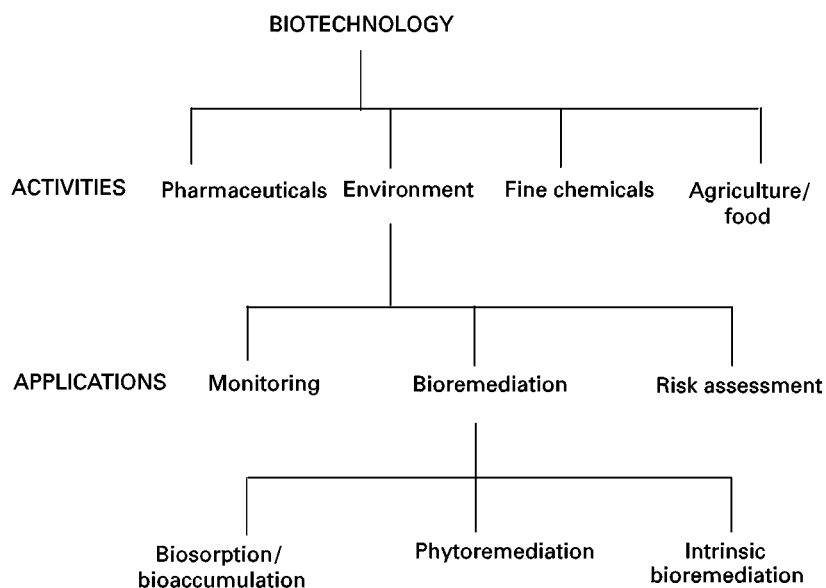 BIOTECHNOLOGY
ACTIVITIES Pharmaceuticals Environment Fine chemicals Agriculture/
food
APPLICATIONS Monitoring Bioremediation Risk assessment
Biosorption/ Phytoremediation Intrinsic
bioaccumulation bioremediation